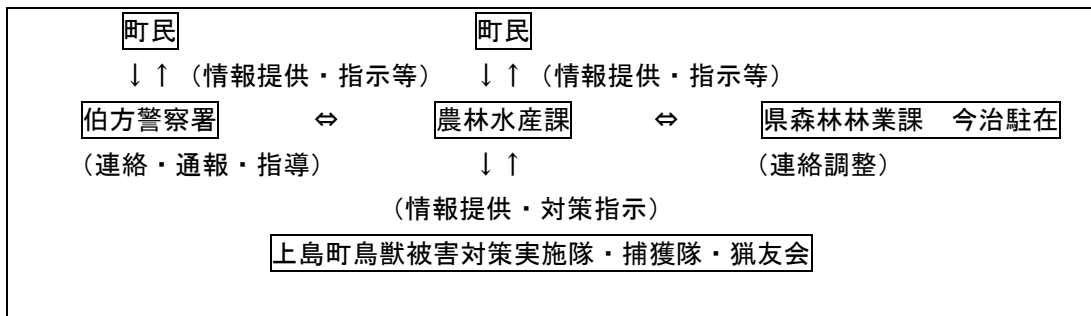 町民 町民
↓↑(情報提供・指示等) ↓↑(情報提供・指示等)
伯方警察署 ⇔ 農林水産課 ⇔ 県森林林業課 今治駐在
(連絡・通報・指導) ↓↑ (連絡調整)
(情報提供・対策指示)
上島町鳥獣被害対策実施隊・捕獲隊・猟友会